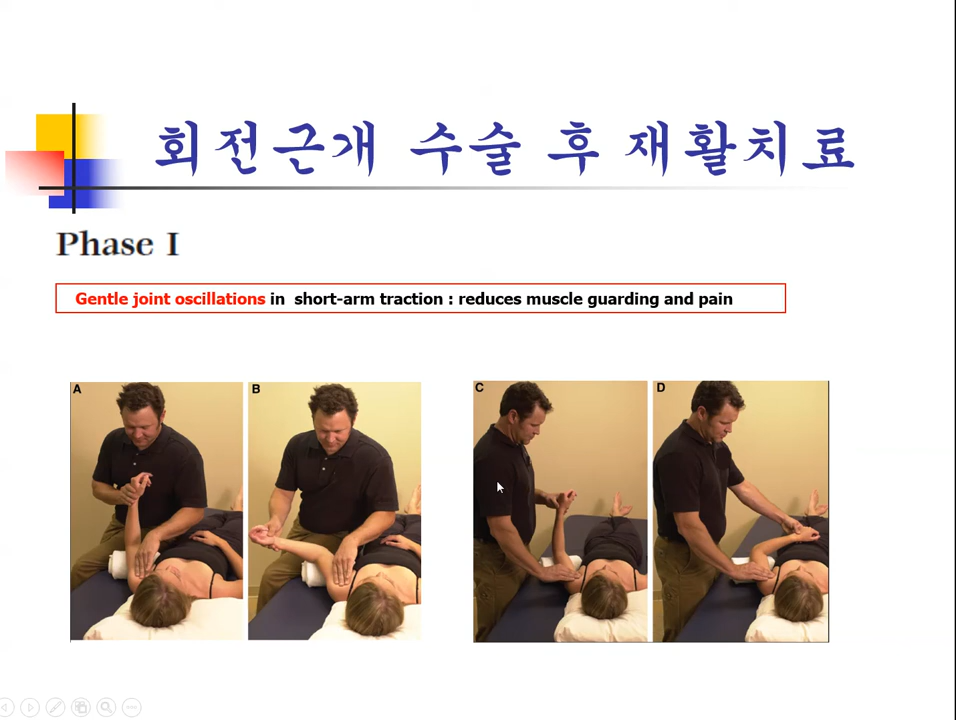 회전근개 수술 후 재활치료
Phase I
Gentle joint oscillations in short-arm traction : reduces muscle guarding and pain
A
B
C
D